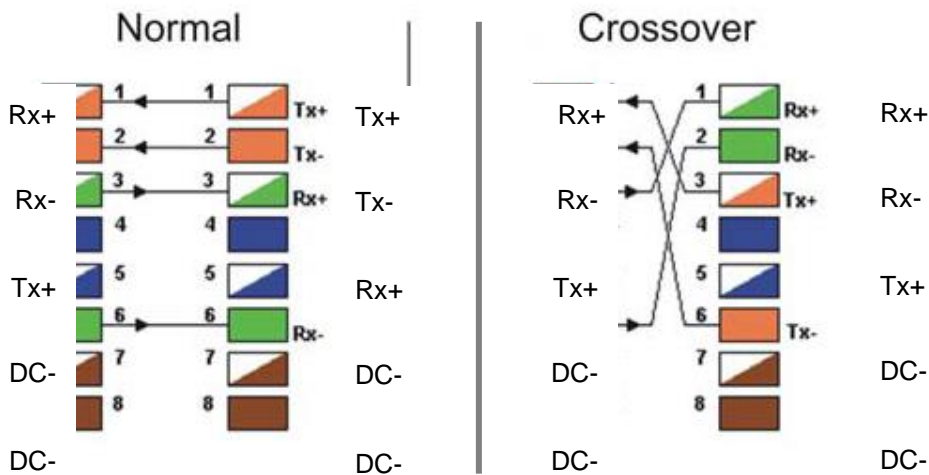 Normal
Crossover
Rx+ 1 1 Tx+ Tx+
2 2 Tx-
Rx- 3 3 Rx+ Tx-
4 4
Tx+ 5 5 Rx+
6 6 Rx-
DC- 7 7 DC-
8 8
DC- DC-
Rx+ 1 Rx+ Rx+
2 Rx-
Rx- 3 Tx+ Rx-
4
Tx+ 5 Tx+
6 Tx-
DC- 7 DC-
8
DC- DC-